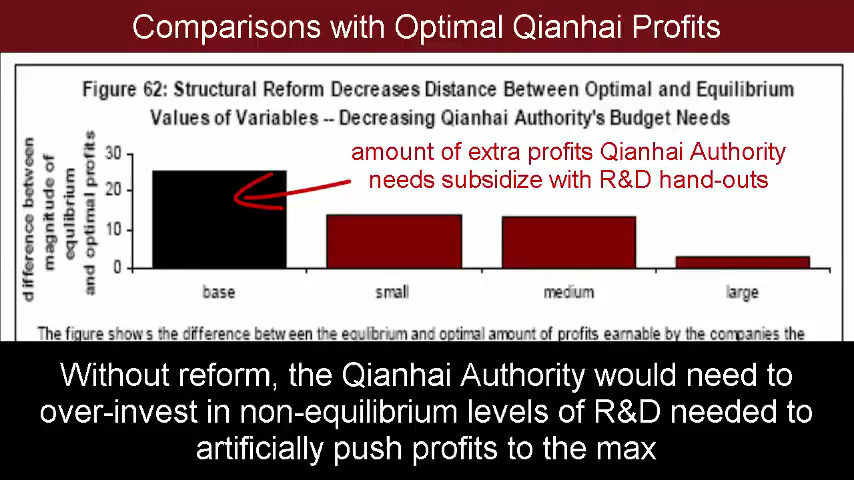 Comparisons with Optimal Qianhai Profits
Figure 62: Structural Reform Decreases Distance Between Optimal and Equilibrium
Values of Variables -- Decreasing Qianhai Authority's Budget Needs
difference between
magnitude of
equlibrium
and optimal profits
30
20
10
0
amount of extra profits Qianhai Authority
needs subsidize with R&D hand-outs
base
small
medium
large
The figure shows the difference between the equlibrium and optimal amount of profits earnable by the companies the
Without reform, the Qianhai Authority would need to
over-invest in non-equilibrium levels of R&D needed to
artificially push profits to the max